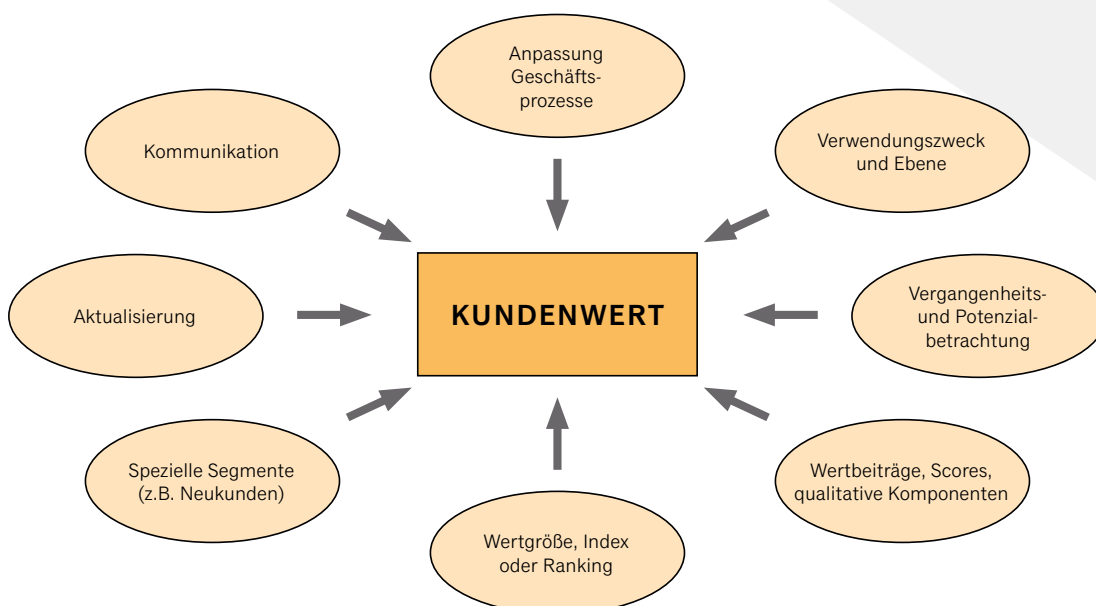 Anpassung
Geschäfts-
prozesse
Kommunikation
Verwendungszweck
und Ebene
Aktualisierung
KUNDENWERT
Vergangenheits-
und Potenzial-
betrachtung
Spezielle Segmente
(z.B. Neukunden)
Wertbeiträge, Scores,
qualitative Komponenten
Wertgröße, Index
oder Ranking